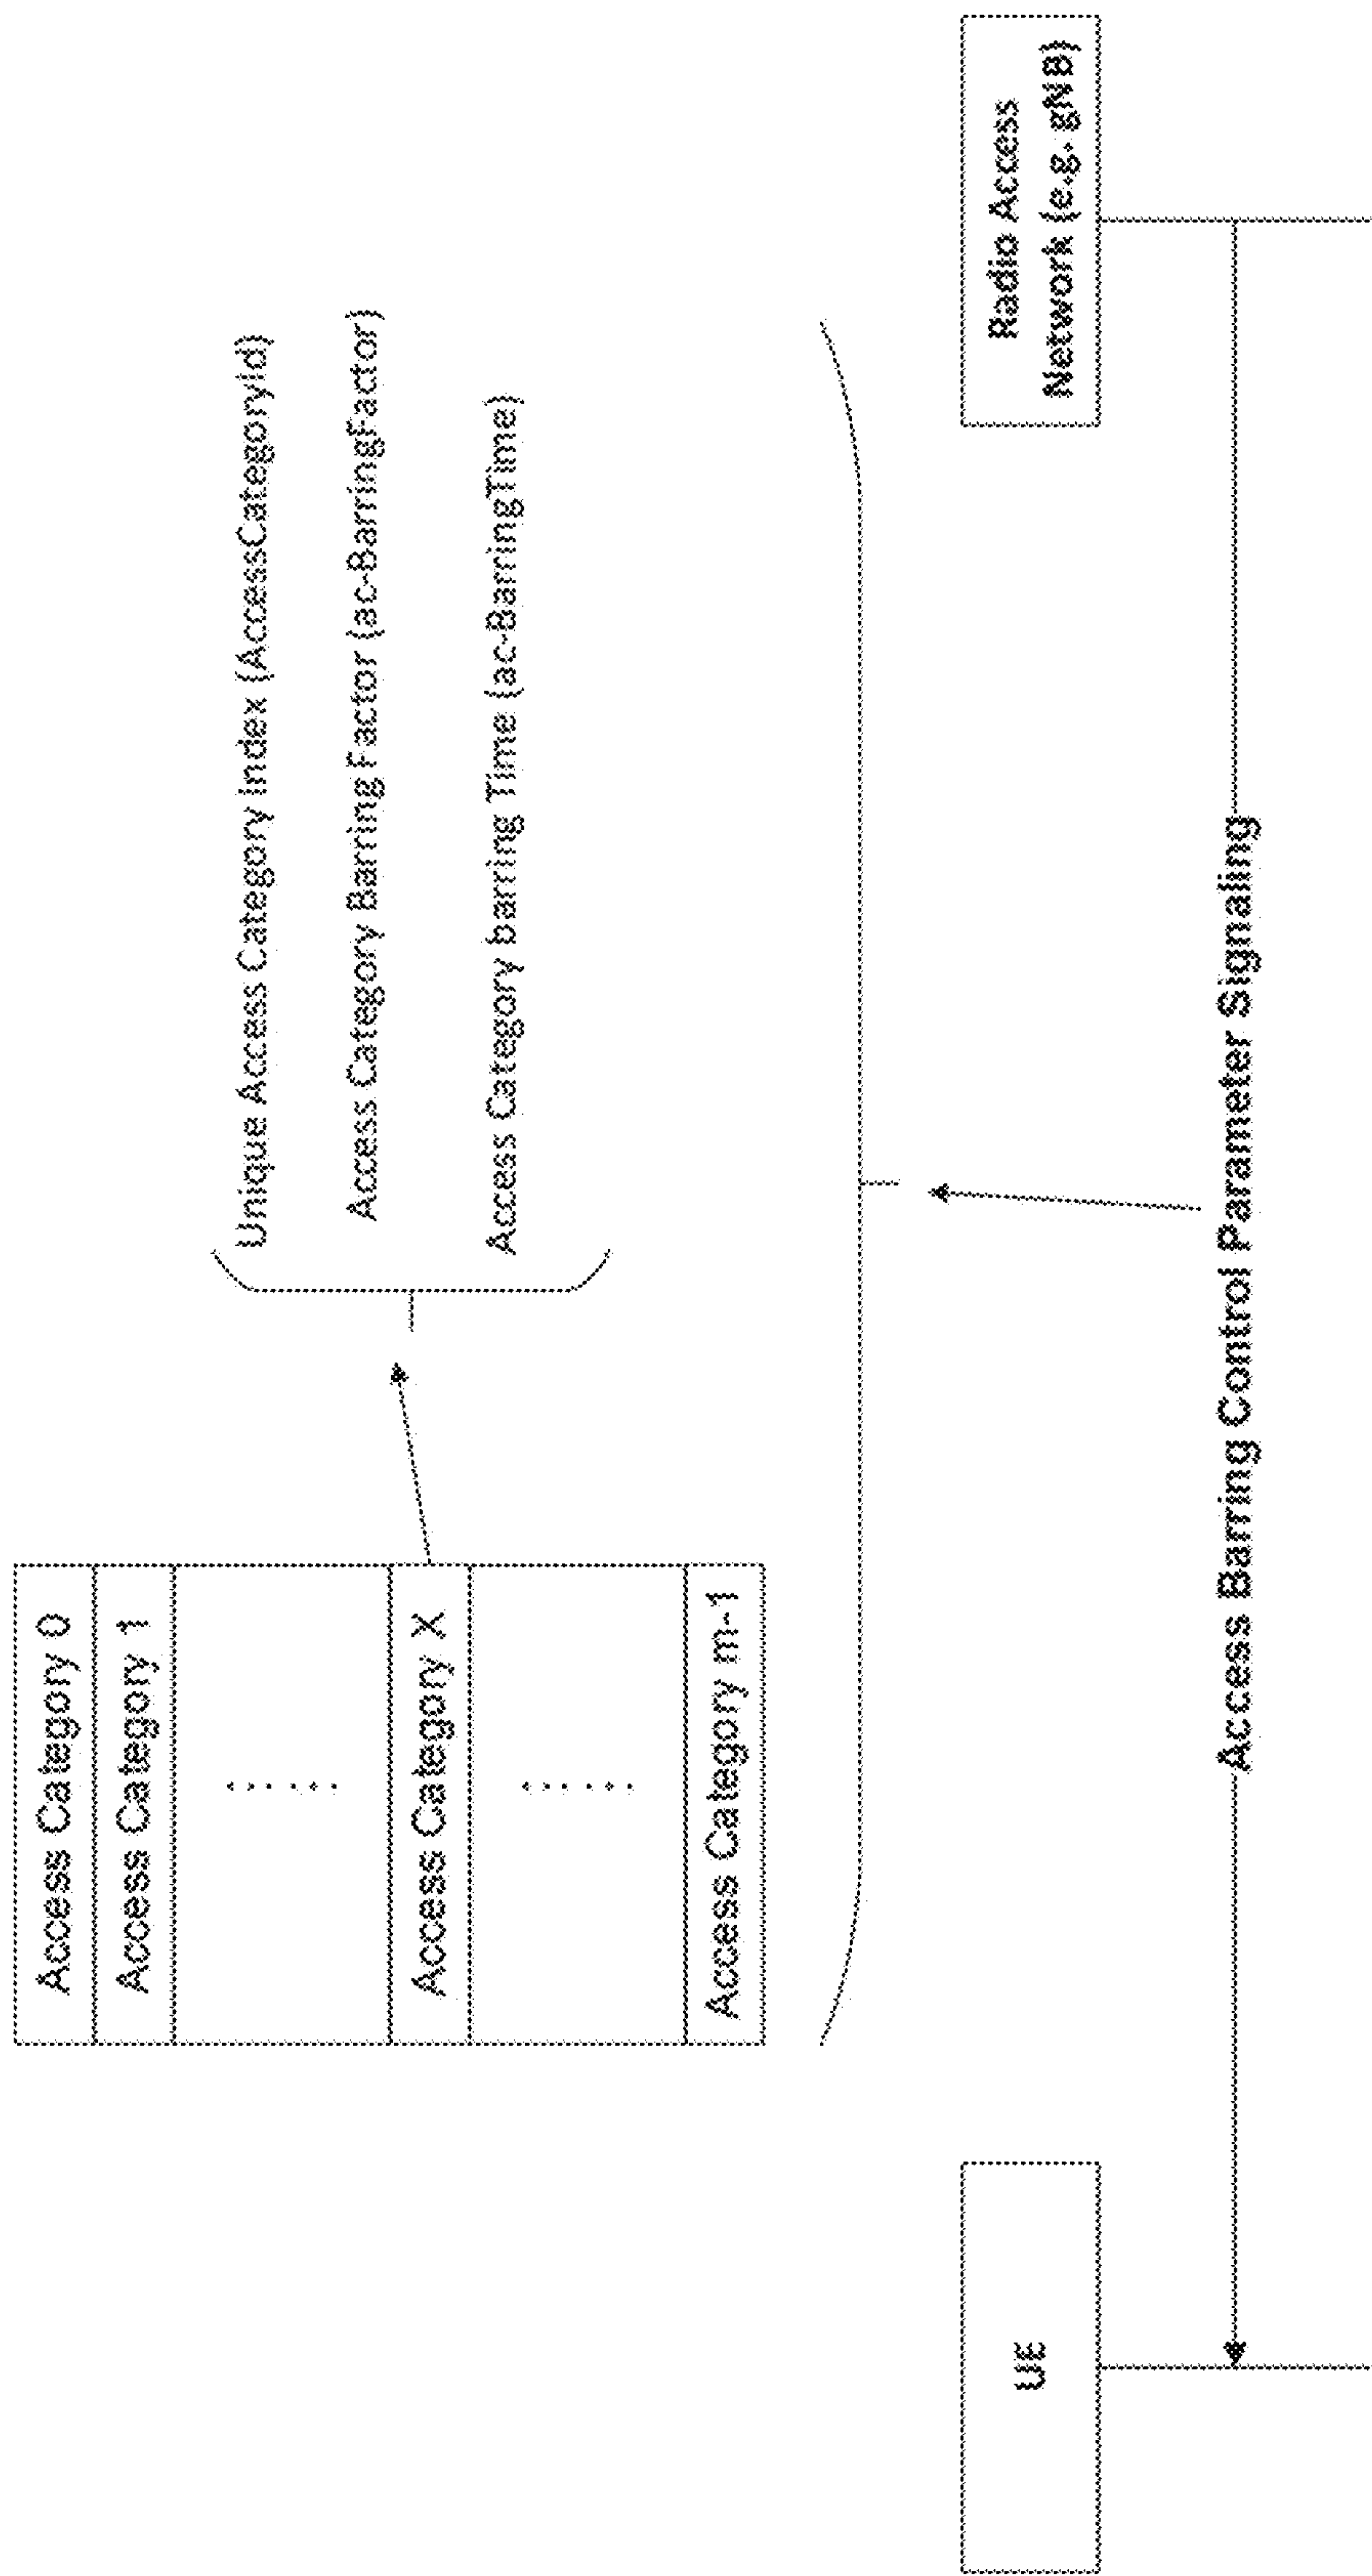 Access Category 0
Access Category 1
Access Category X
Access Category m-1
Unique Access Category Index (AccessCategoryId)
Access Category Barring Factor (ac-BarringFactor)
Access Category barring Time (ac-BarringTime)
UE
Radio Access
Network (e.g. gNB)
Access Barring Control Parameter Signaling